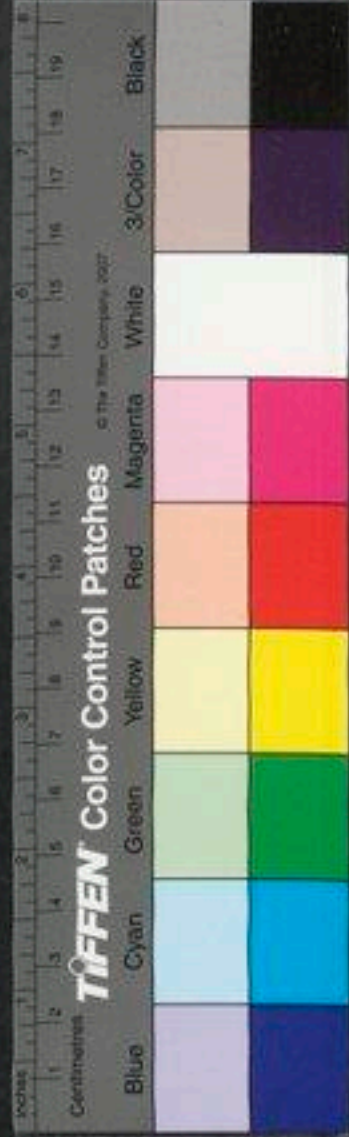 Inches 1 2 3 4 5 6 7 8
1 2 3 4 5 6 7 8 9 10 11 12 13 14 15 16 17 18 19
Centimetres
TIFFEN Color Control Patches © The Tiffen Company, 2007
Blue Cyan Green Yellow Red Magenta White 3/Color Black